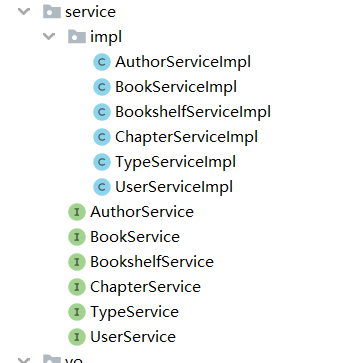 service
impl
AuthorServiceImpl
BookServiceImpl
BookshelfServiceImpl
ChapterServiceImpl
TypeServiceImpl
UserServiceImpl
AuthorService
BookService
BookshelfService
ChapterService
TypeService
UserService